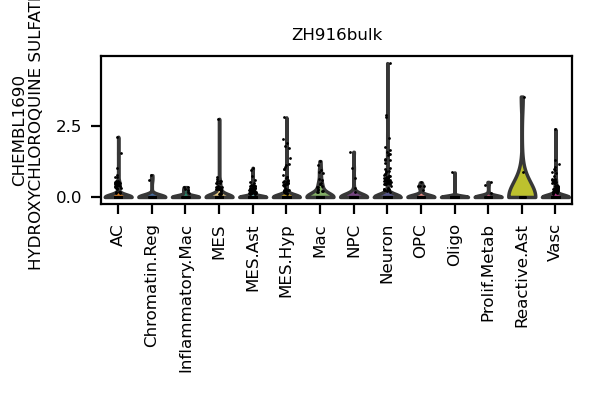 ZH916bulk
CHEMBL1690
HYDROXYCHLOROQUINE SULFATE
2.5
0.0
AC
Chromatin.Reg
Inflammatory.Mac
MES
MES.Ast
MES.Hyp
Mac
NPC
Neuron
OPC
Oligo
Prolif.Metab
Reactive.Ast
Vasc